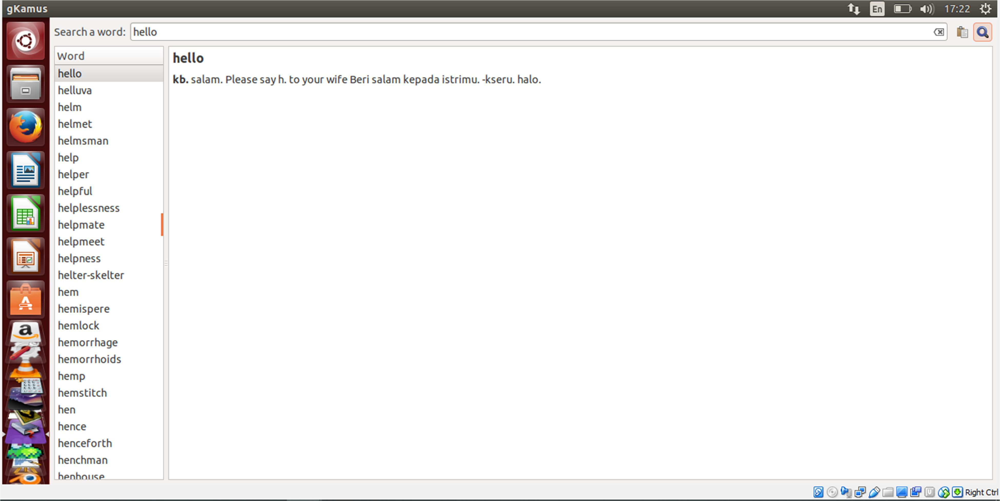 gKamus
En
17:22
Search a word: hello
Word
hello
helluva
helm
helmet
helmsman
help
helper
helpful
helplessness
helpmate
helpmeet
helpness
helter-skelter
hem
hemispere
hemlock
hemorrhage
hemorrhoids
hemp
hemstitch
hen
hence
henceforth
henchman
henhouse
hello
kb. salam. Please say h. to your wife Beri salam kepada istrimu. -kseru. halo.
Right Ctrl